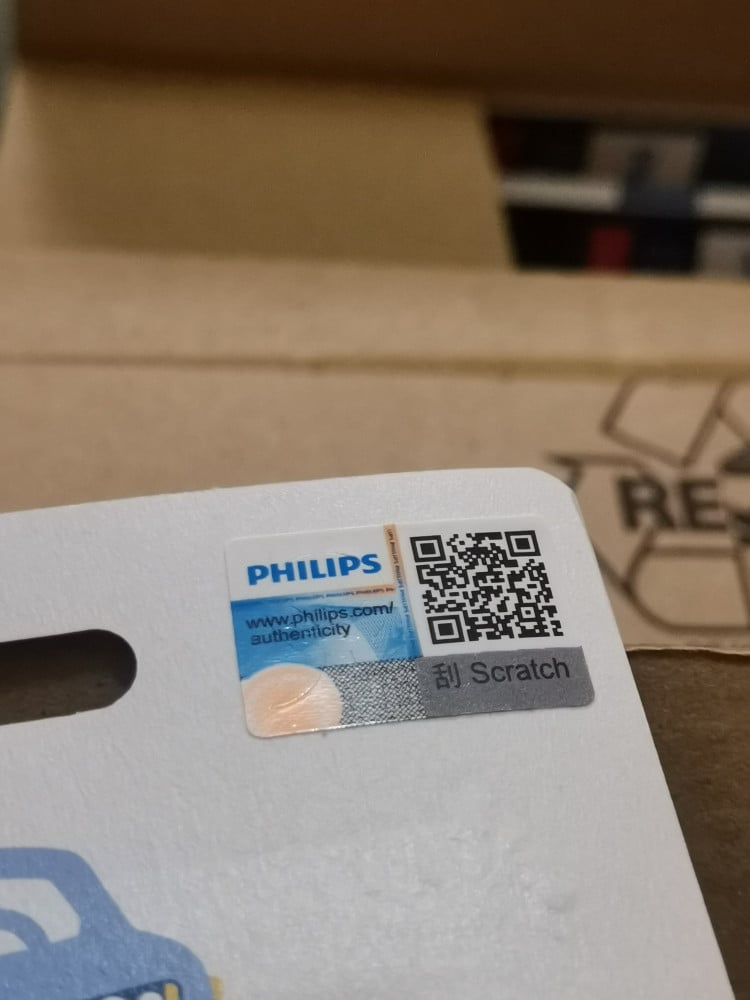 PHILIPS
www.philips.com/
authenticity
刮 Scratch
RE